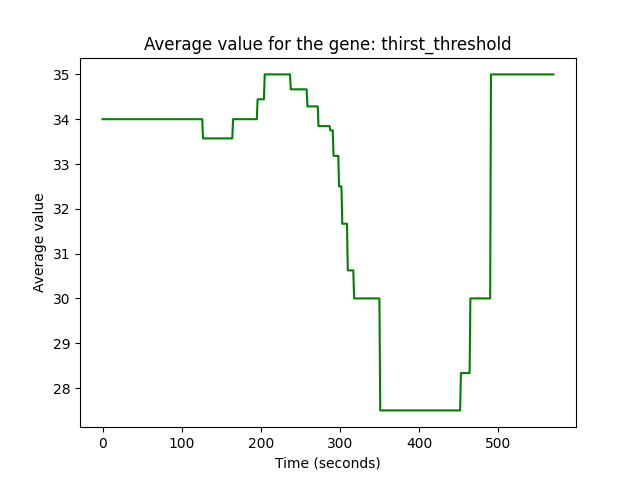 Average value for the gene: thirst_threshold
35
34
33
32
31
30
29
28
Average value
0 100 200 300 400 500
Time (seconds)